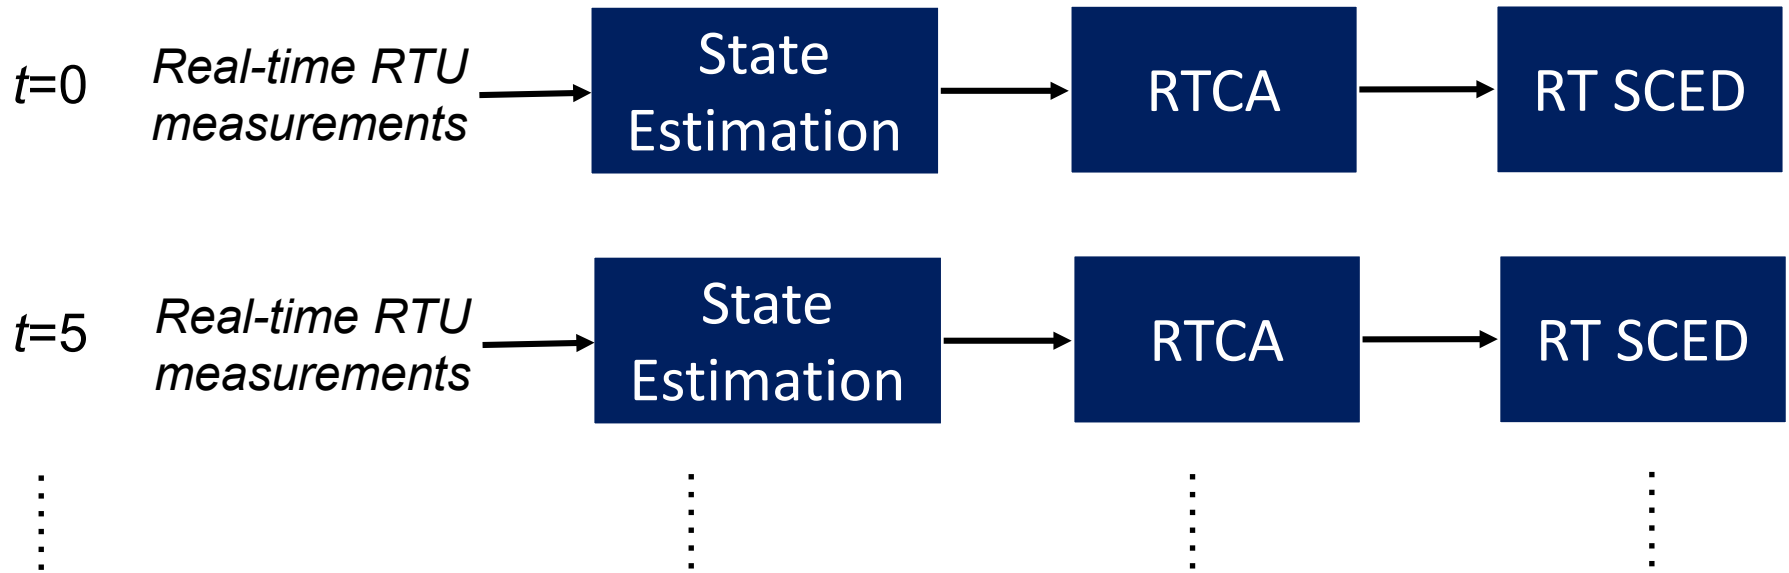 t=0
Real-time RTU
measurements
State
Estimation
RTCA
RT SCED
t=5
Real-time RTU
measurements
State
Estimation
RTCA
RT SCED